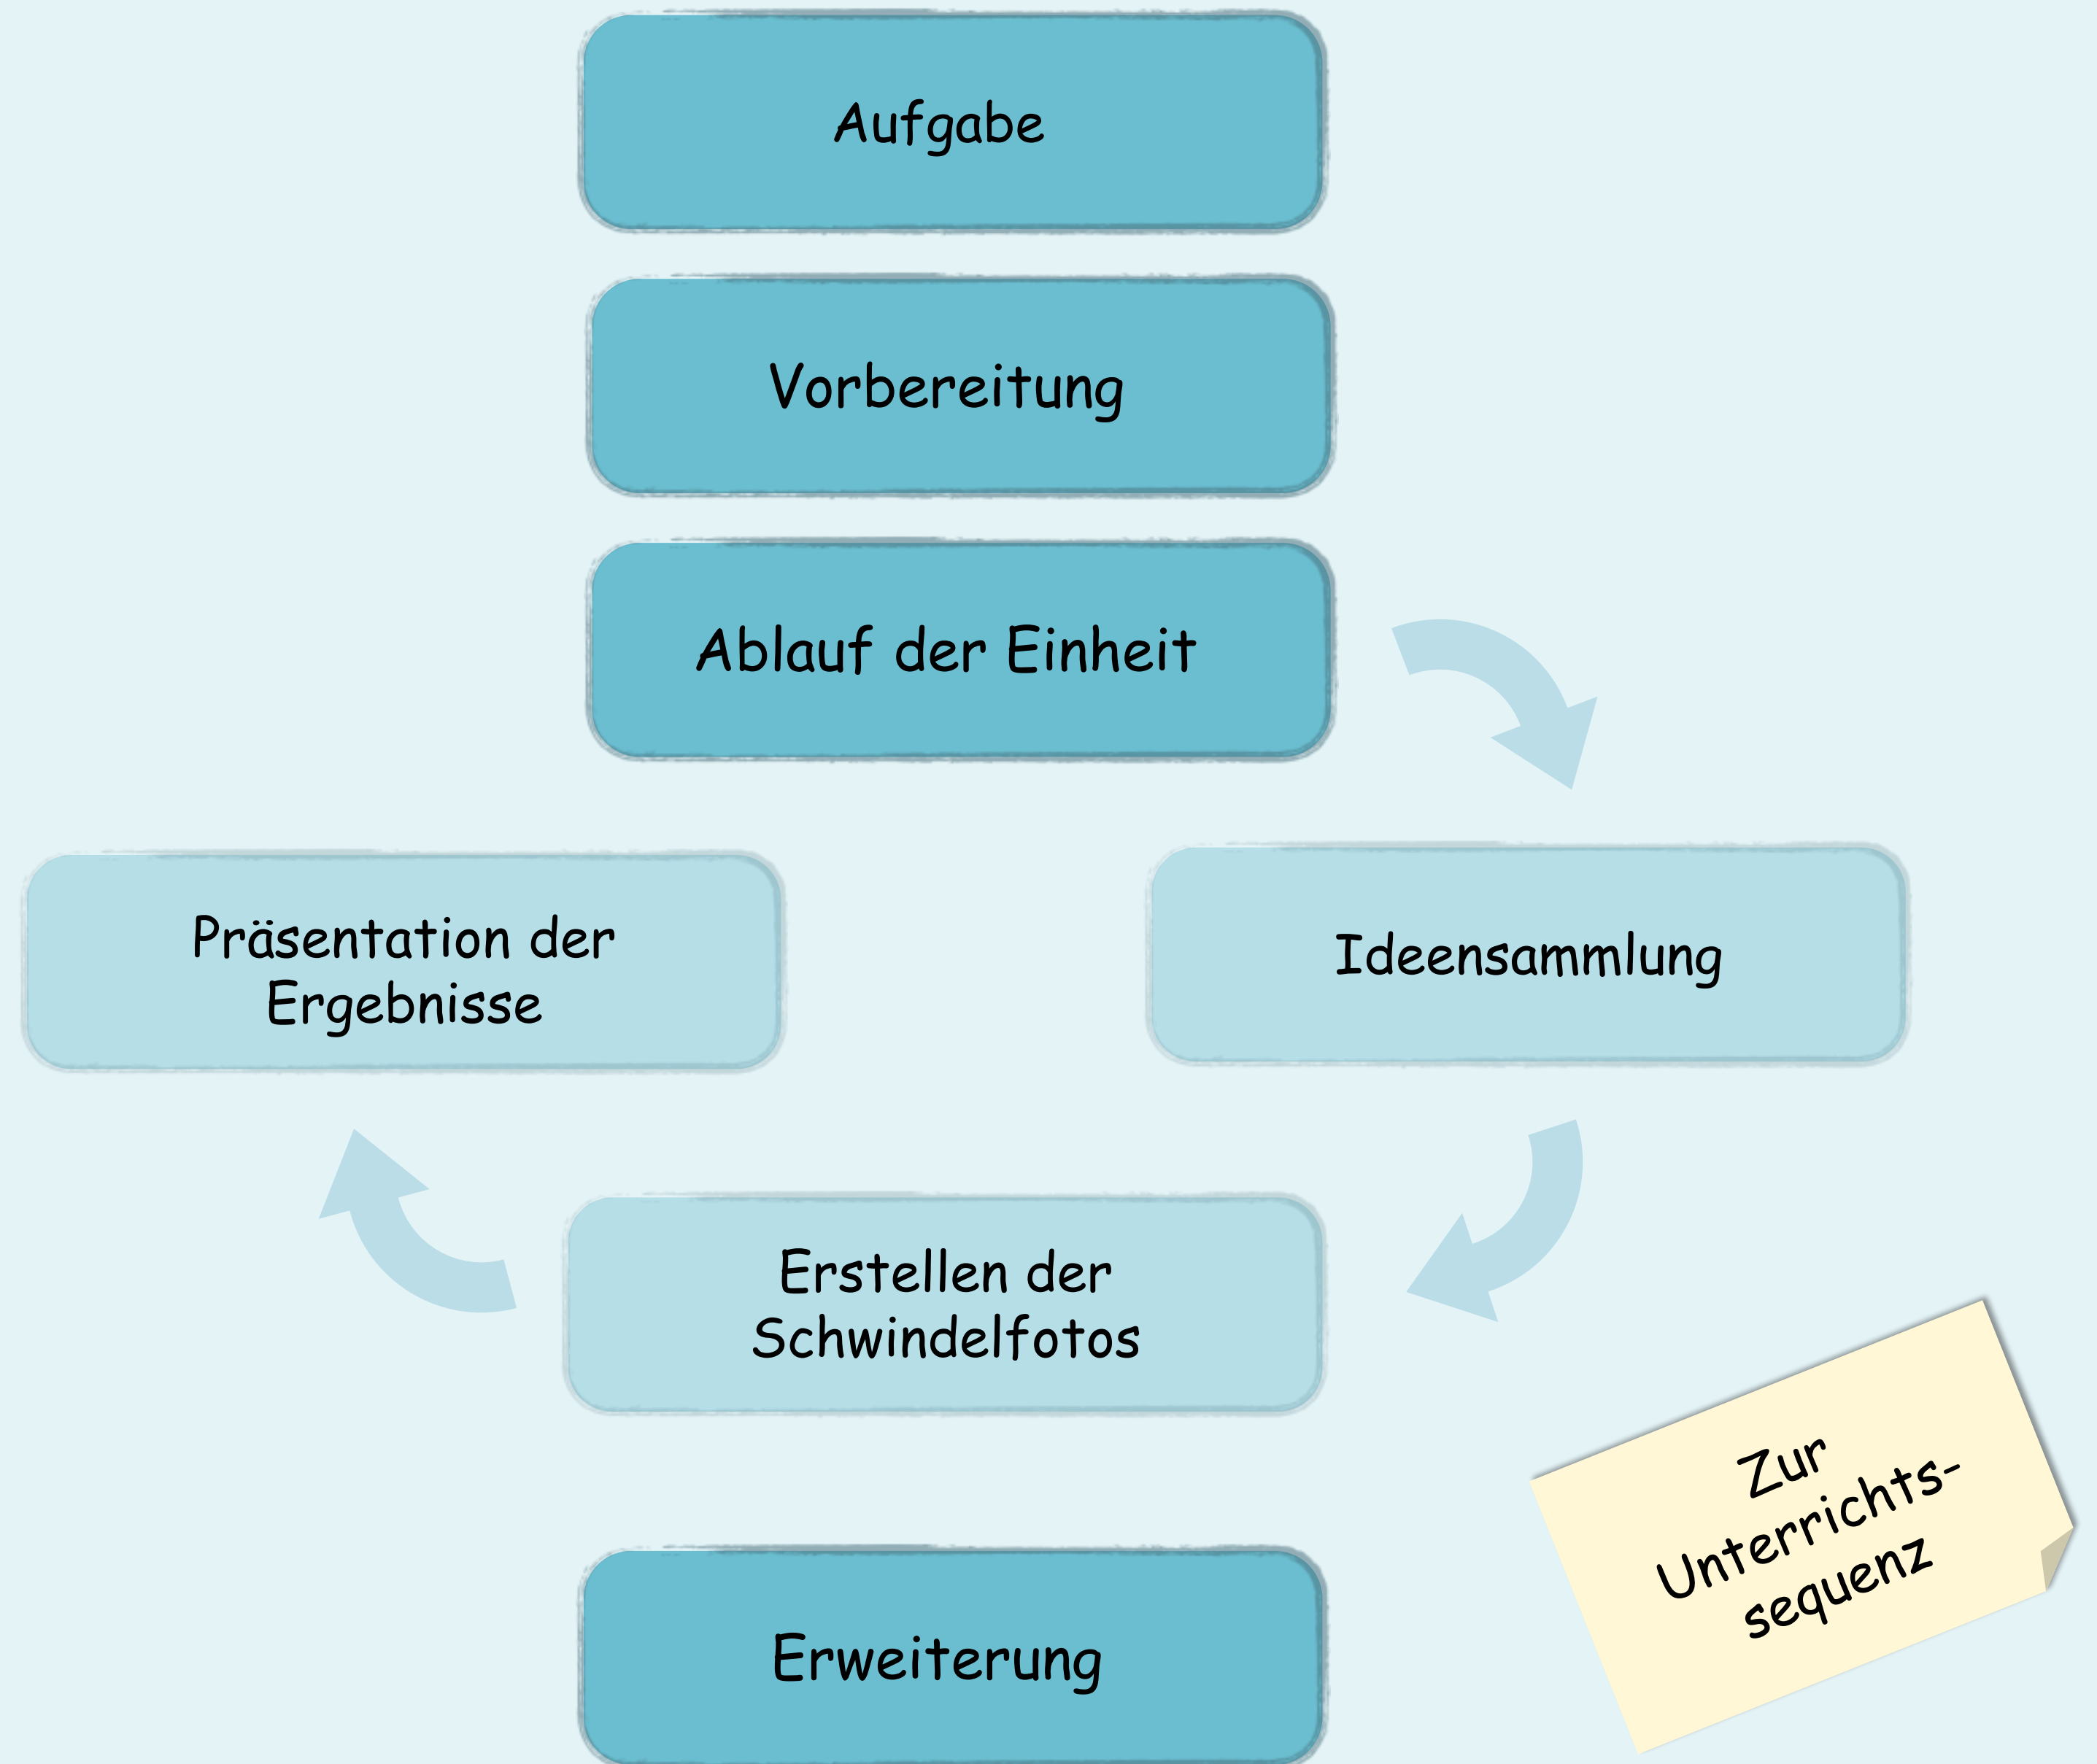 Aufgabe
Vorbereitung
Ablauf der Einheit
Präsentation der
Ergebnisse
Ideensammlung
Erstellen der
Schwindelfotos
Zur
Unterrichts-
sequenz
Erweiterung